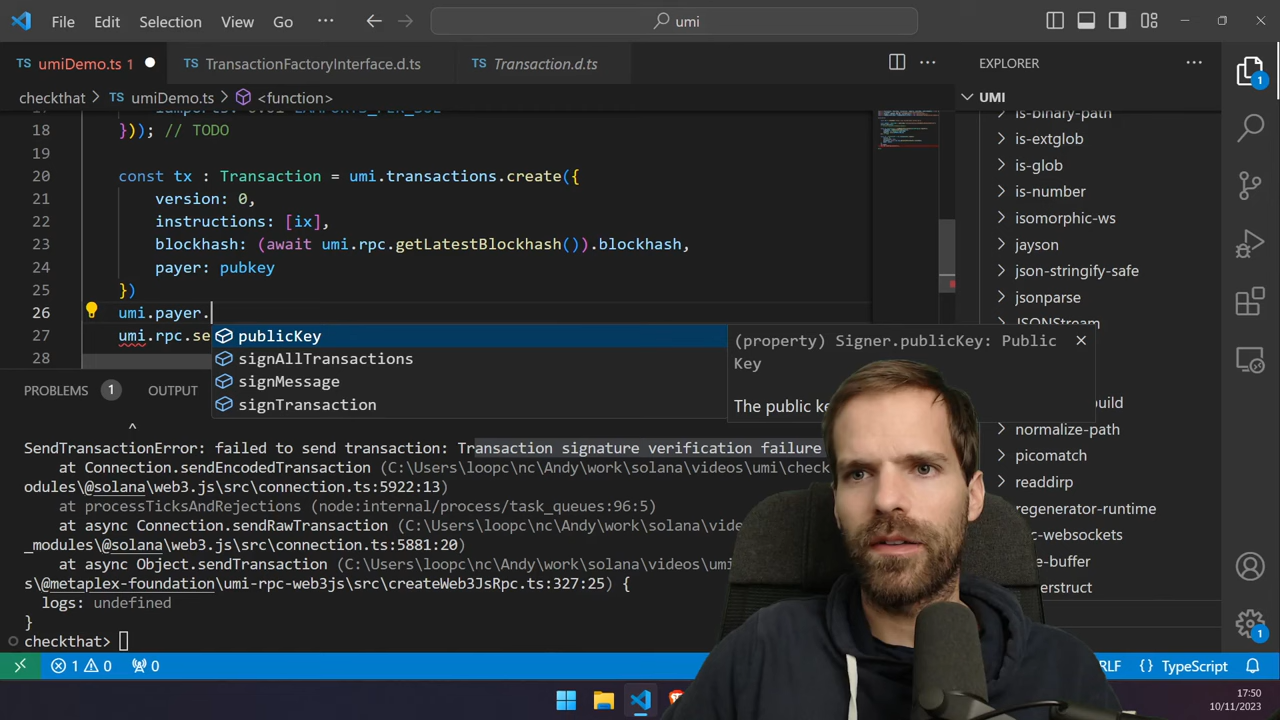 File Edit Selection View Go ··· umi
TS umiDemo.ts 1 TS TransactionFactoryInterface.d.ts TS Transaction.d.ts ···
EXPLORER ···
checkthat > TS umiDemo.ts > <function>
UMI
18 })); // TODO
19
20 const tx : Transaction = umi.transactions.create({
21 version: 0,
22 instructions: [ix],
23 blockhash: (await umi.rpc.getLatestBlockhash()).blockhash,
24 payer: pubkey
25 })
26 umi.payer.
27 umi.rpc.se
28
publicKey
signAllTransactions
signMessage
signTransaction
(property) Signer.publicKey: Public
Key
The public
is-binary-path
is-extglob
is-glob
is-number
isomorphic-ws
jayson
json-stringify-safe
jsonparse
JSONStream
normalize-path
picomatch
readdirp
regenerator-runtime
PROBLEMS 1 OUTPUT
^
SendTransactionError: failed to send transaction: Transaction signature verification failure
at Connection.sendEncodedTransaction (C:\Users\loopc\nc\Andy\work\solana\videos\umi\check
odules\@solana\web3.js\src\connection.ts:5922:13)
at processTicksAndRejections (node:internal/process/task_queues:96:5)
at async Connection.sendRawTransaction (C:\Users\loopc\nc\Andy\work\solana\vide
_modules\@solana\web3.js\src\connection.ts:5881:20)
at async Object.sendTransaction (C:\Users\loopc\nc\Andy\work\solana\videos\um
s\@metaplex-foundation\umi-rpc-web3js\src\createWeb3JsRpc.ts:327:25) {
logs: undefined
}
checkthat>
1 0 0
{} TypeScript
1
1
17:50
10/11/2023